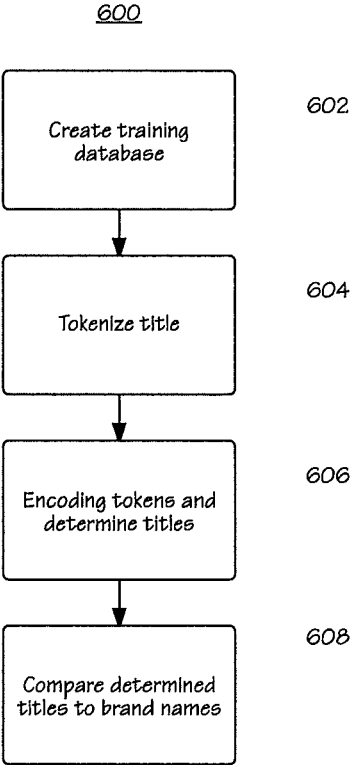 600
Create training
database
602
Tokenize title
604
Encoding tokens and
determine titles
606
Compare determined
titles to brand names
608